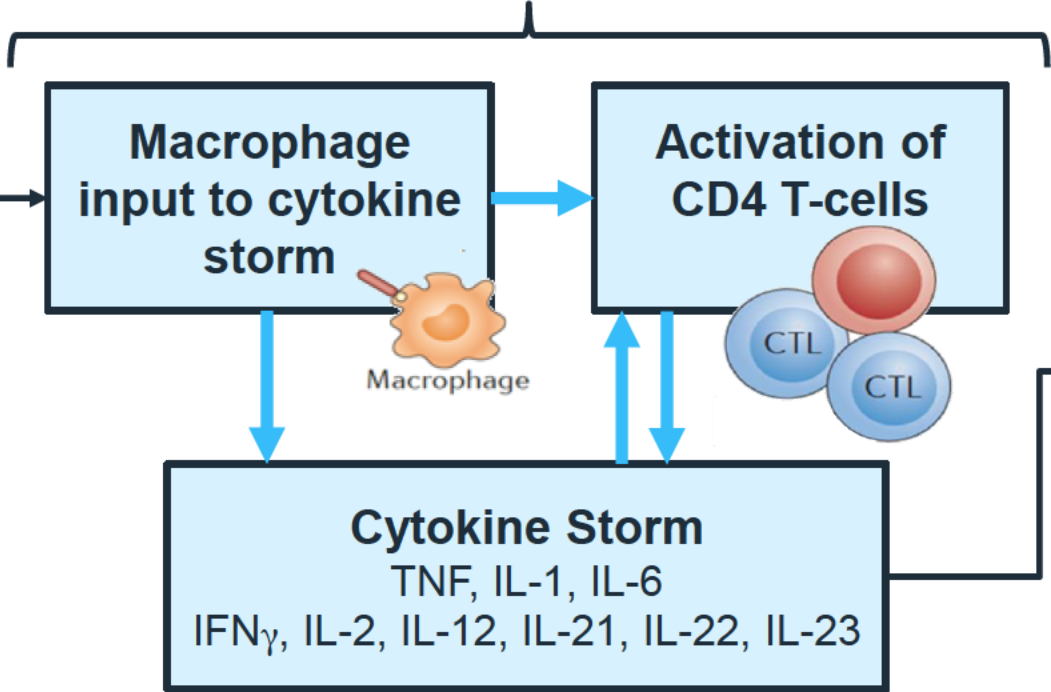 Macrophage
input to cytokine
storm
Macrophage
Activation of
CD4 T-cells
CTL
CTL
Cytokine Storm
TNF, IL-1, IL-6
IFNγ, IL-2, IL-12, IL-21, IL-22, IL-23